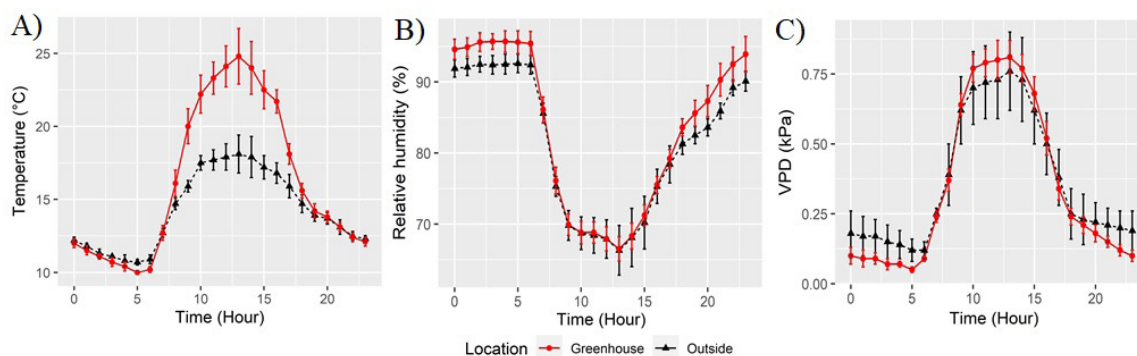 A)
Temperature (°C)
25
20
15
10
0
5
10
15
20
Time (Hour)
B)
Relative humidity (%)
90
80
70
0
5
10
15
20
Time (Hour)
C)
VPD (kPa)
0.75
0.50
0.25
0.00
0
5
10
15
20
Time (Hour)
Location Greenhouse Outside